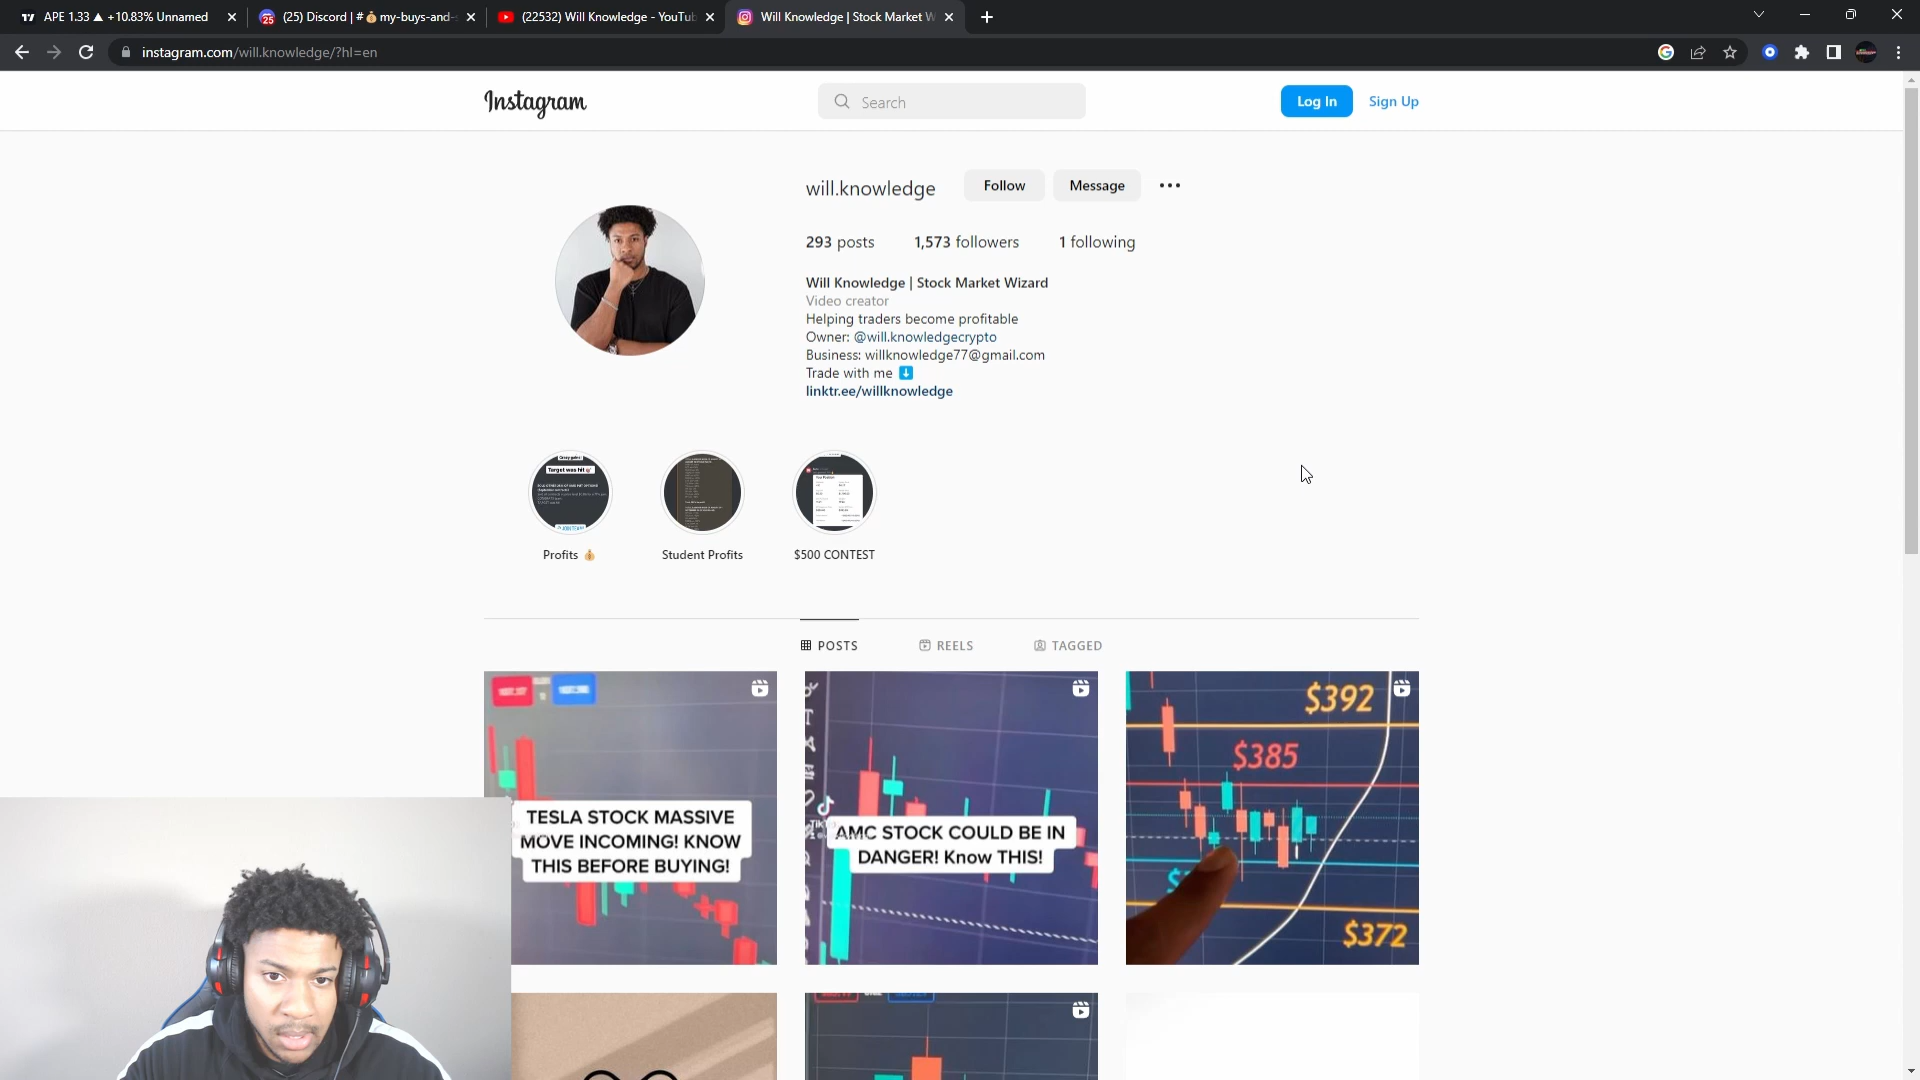 APE 1.33 ▲ +10.83% Unnamed
(25) Discord | #💰my-buys-and-s
(22532) Will Knowledge - YouTub
Will Knowledge | Stock Market W
instagram.com/will.knowledge/?hl=en
Instagram
Search
Log In
Sign Up
will.knowledge
Follow
Message
293 posts
1,573 followers
1 following
Will Knowledge | Stock Market Wizard
Video creator
Helping traders become profitable
Owner: @will.knowledgecrypto
Business: willknowledge77@gmail.com
Trade with me ⬇️
linktr.ee/willknowledge
Target was hit
Profits 💰
Student Profits
$500 CONTEST
POSTS
REELS
TAGGED
TESLA STOCK MASSIVE
MOVE INCOMING! KNOW
THIS BEFORE BUYING!
AMC STOCK COULD BE IN
DANGER! Know THIS!
$392
$385
$372